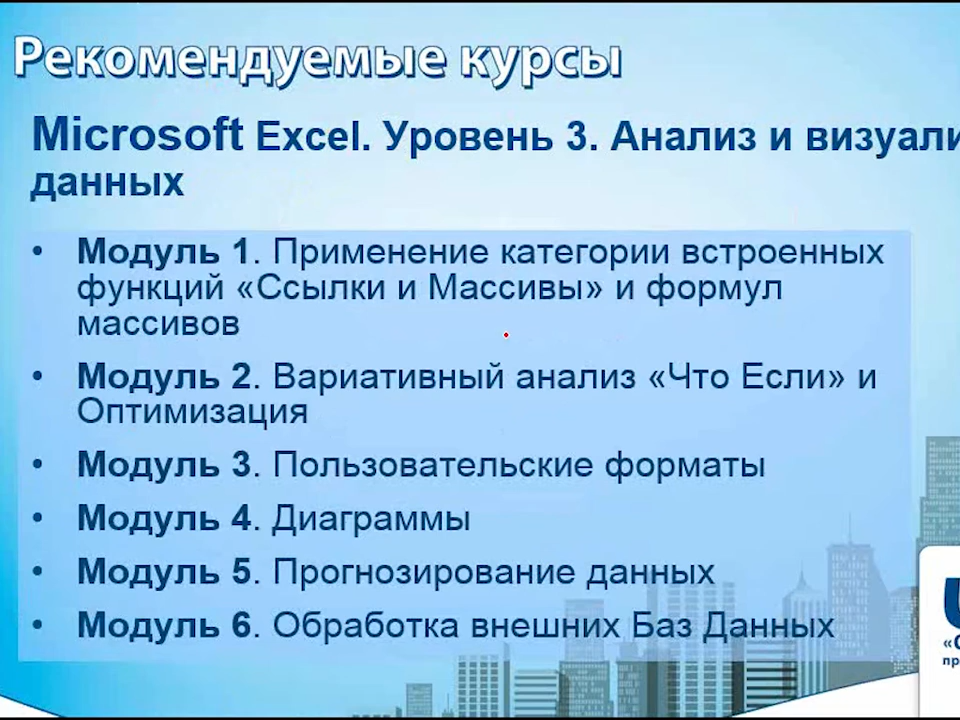 Рекомендуемые курсы
Microsoft Excel. Уровень 3. Анализ и визуали
данных
• Модуль 1. Применение категории встроенных
функций «Ссылки и Массивы» и формул
массивов
• Модуль 2. Вариативный анализ «Что Если» и
Оптимизация
• Модуль 3. Пользовательские форматы
• Модуль 4. Диаграммы
• Модуль 5. Прогнозирование данных
• Модуль 6. Обработка внешних Баз Данных